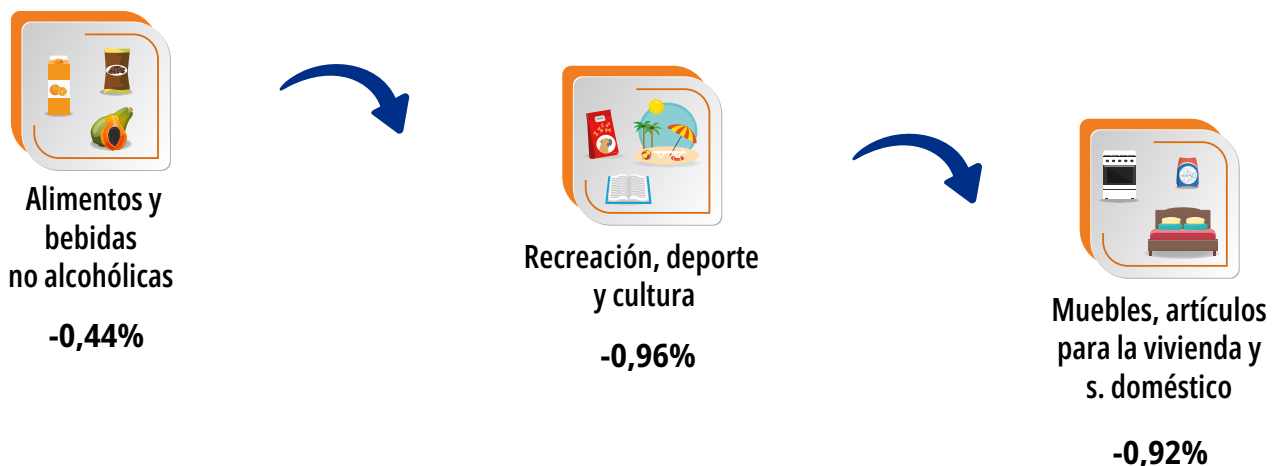 Alimentos y
bebidas
no alcohólicas
-0,44%
Recreación, deporte
y cultura
-0,96%
Muebles, artículos
para la vivienda y
s. doméstico
-0,92%